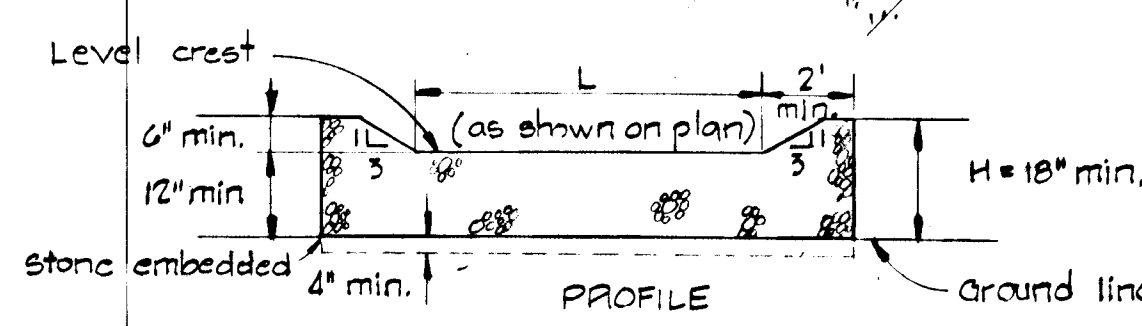 Level crest
L
2'
min.
6" min.
(as shown on plan)
1
3
1
3
12" min
H = 18" min.
Stone embedded
4" min.
PROFILE
Ground line